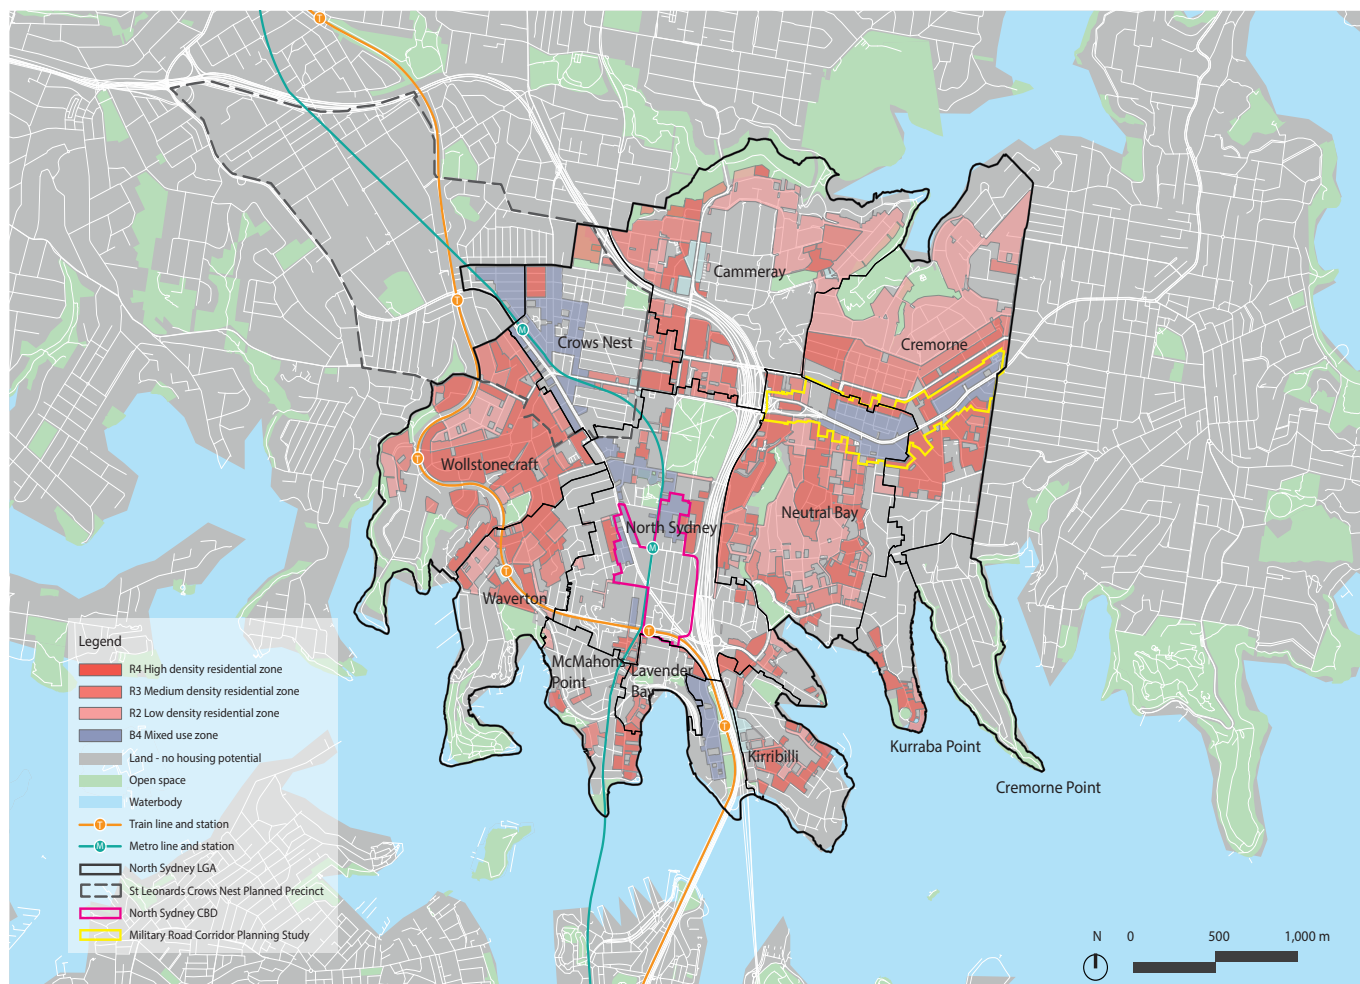 T
T
M
T
T
M
T
T
T
Cammeray
Crows Nest
Cremorne
Wollstonecraft
Neutral Bay
North Sydney
Waverton
McMahons
Point
Lavender
Bay
Kirribilli
Kurraba Point
Cremorne Point
Legend
R4 High density residential zone
R3 Medium density residential zone
R2 Low density residential zone
B4 Mixed use zone
Land - no housing potential
Open space
Waterbody
T Train line and station
M Metro line and station
North Sydney LGA
St Leonards Crows Nest Planned Precinct
North Sydney CBD
Military Road Corridor Planning Study
N 0 500 1,000 m